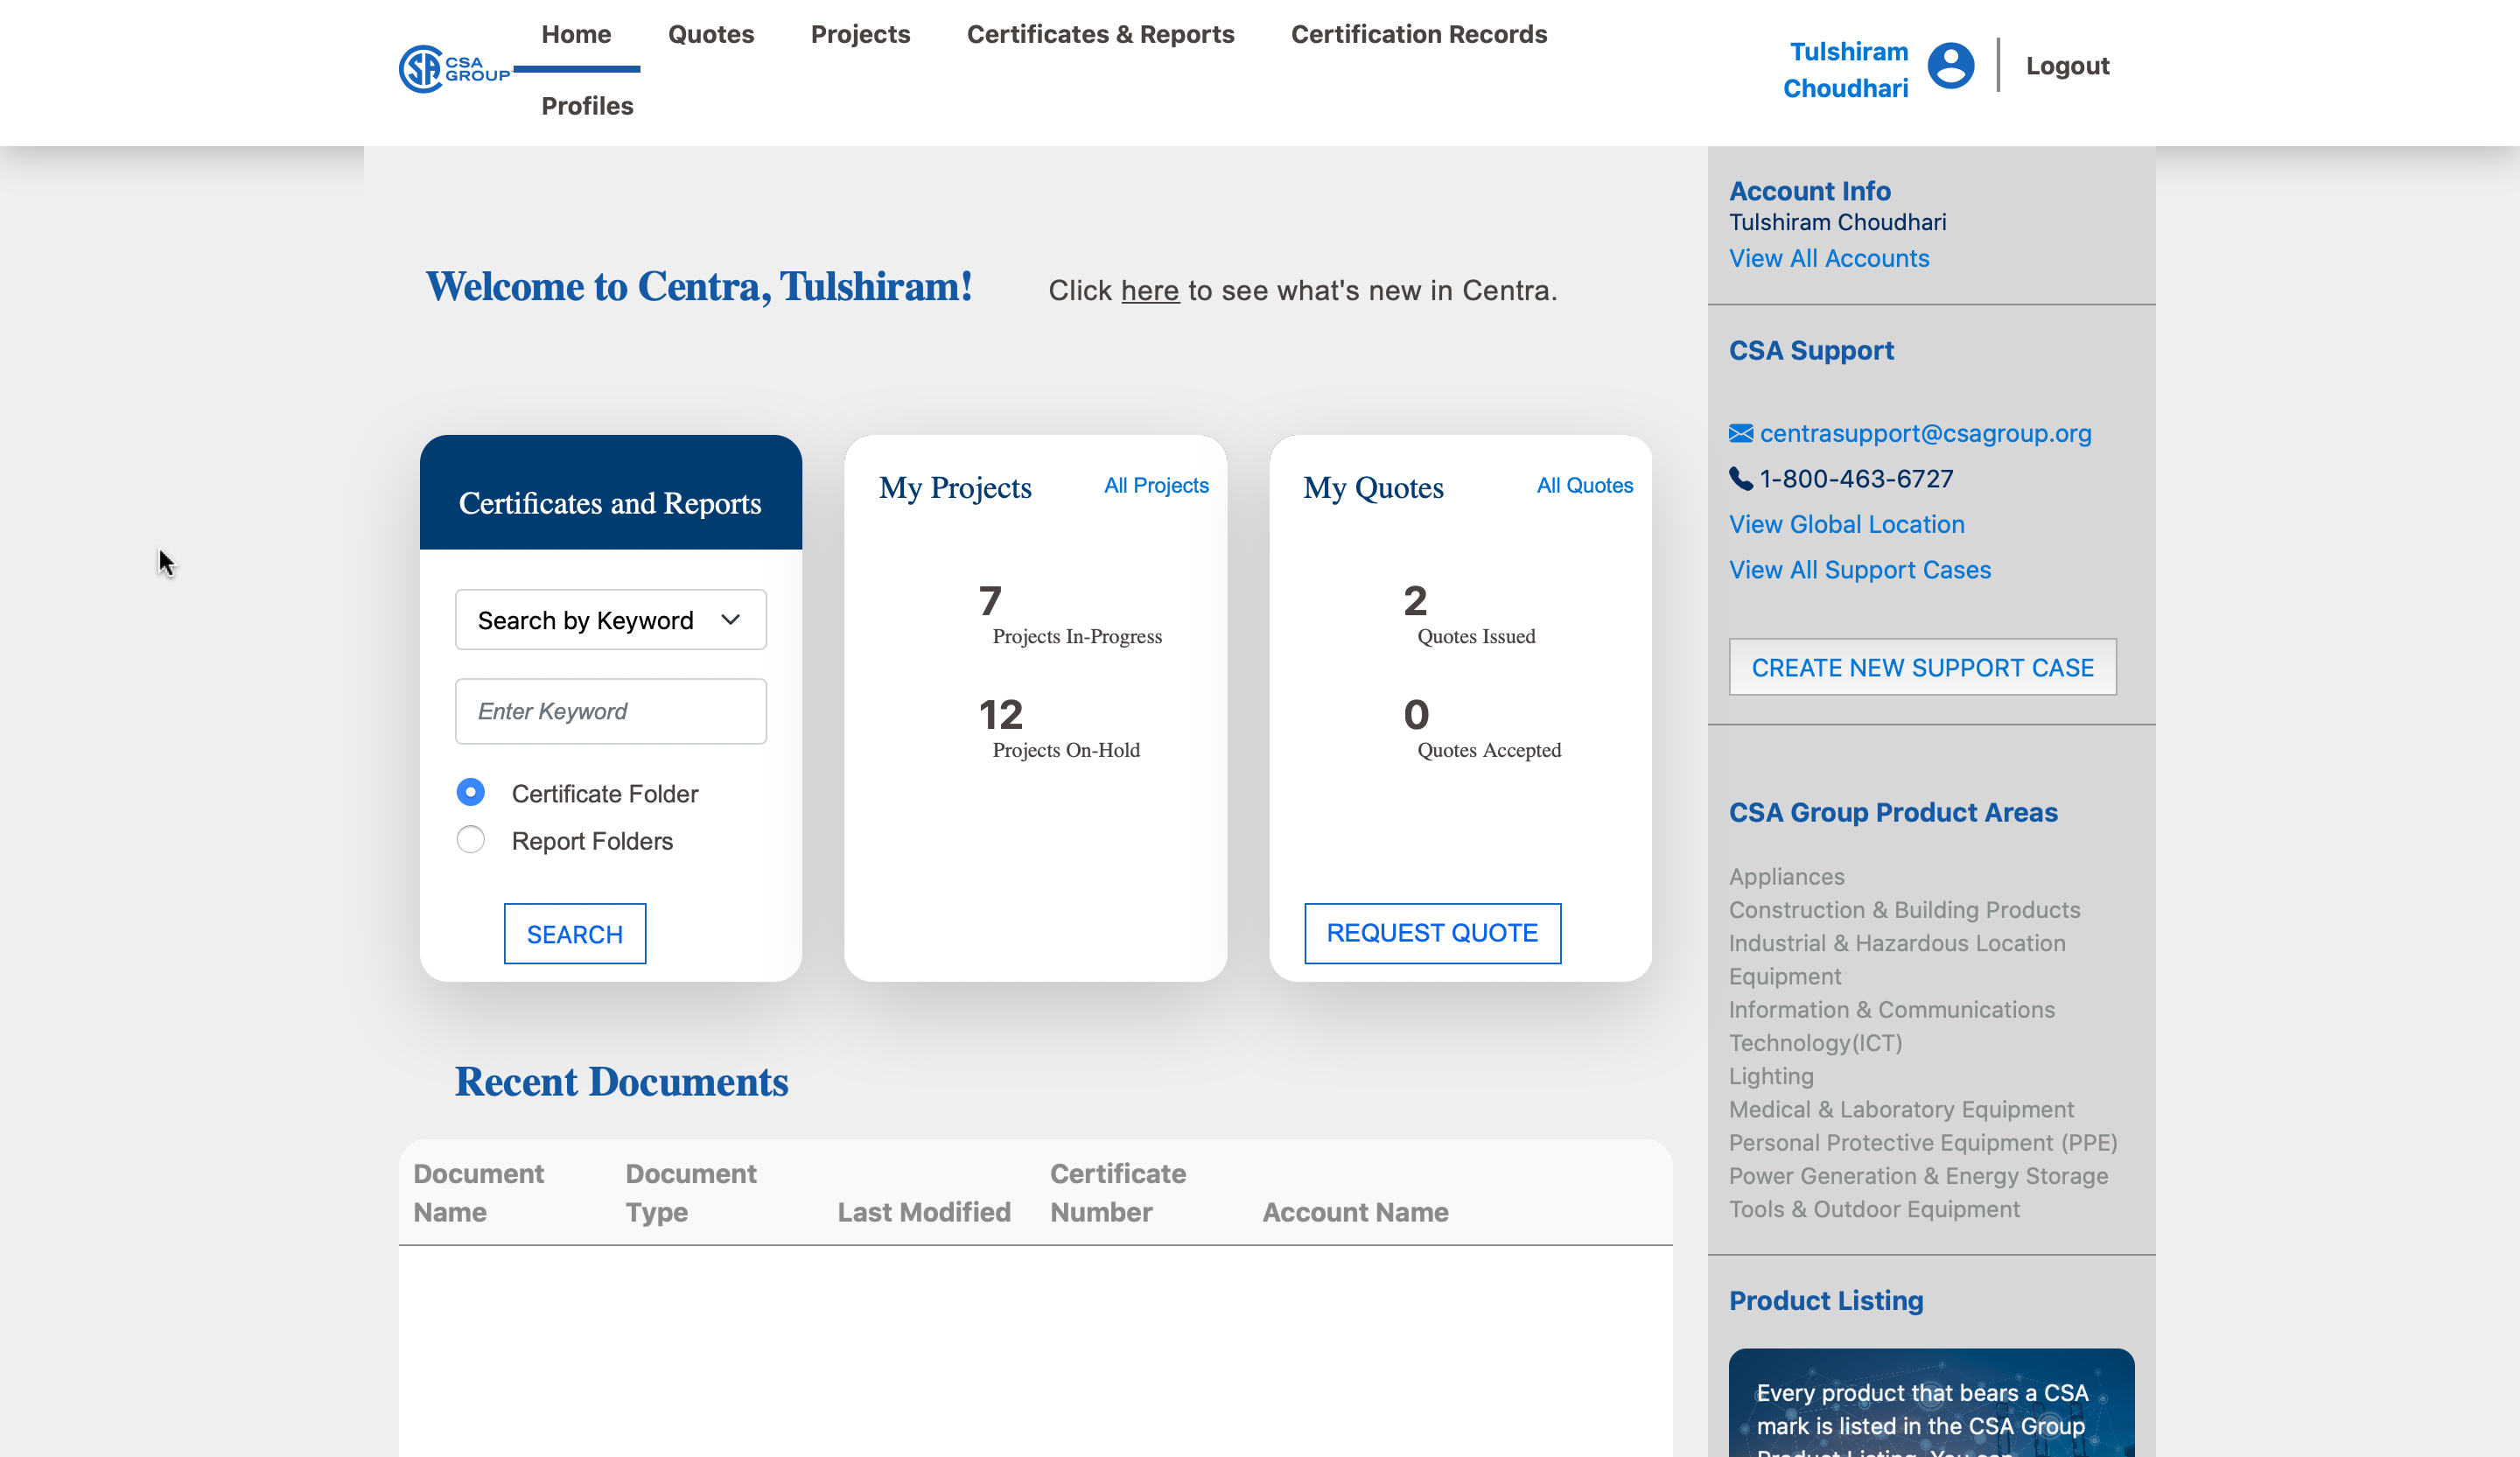 CSA
GROUP
Home
Quotes
Projects
Certificates & Reports
Certification Records
Profiles
Tulshiram
Choudhari
Logout
Welcome to Centra, Tulshiram!
Click here to see what's new in Centra.
Certificates and Reports
Search by Keyword
Enter Keyword
Certificate Folder
Report Folders
SEARCH
My Projects
All Projects
7
Projects In-Progress
12
Projects On-Hold
My Quotes
All Quotes
2
Quotes Issued
0
Quotes Accepted
REQUEST QUOTE
Recent Documents
Document
Name
Document
Type
Last Modified
Certificate
Number
Account Name
Account Info
Tulshiram Choudhari
View All Accounts
CSA Support
centrasupport@csagroup.org
1-800-463-6727
View Global Location
View All Support Cases
CREATE NEW SUPPORT CASE
CSA Group Product Areas
Appliances
Construction & Building Products
Industrial & Hazardous Location
Equipment
Information & Communications
Technology(ICT)
Lighting
Medical & Laboratory Equipment
Personal Protective Equipment (PPE)
Power Generation & Energy Storage
Tools & Outdoor Equipment
Product Listing
Every product that bears a CSA
mark is listed in the CSA Group
Product Listing. You can